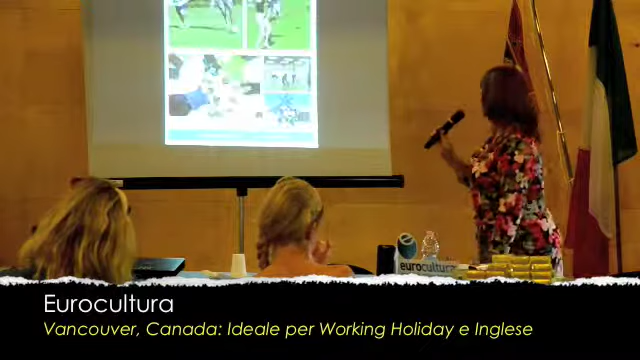 eurocultura
Eurocultura
Vancouver, Canada: Ideale per Working Holiday e Inglese